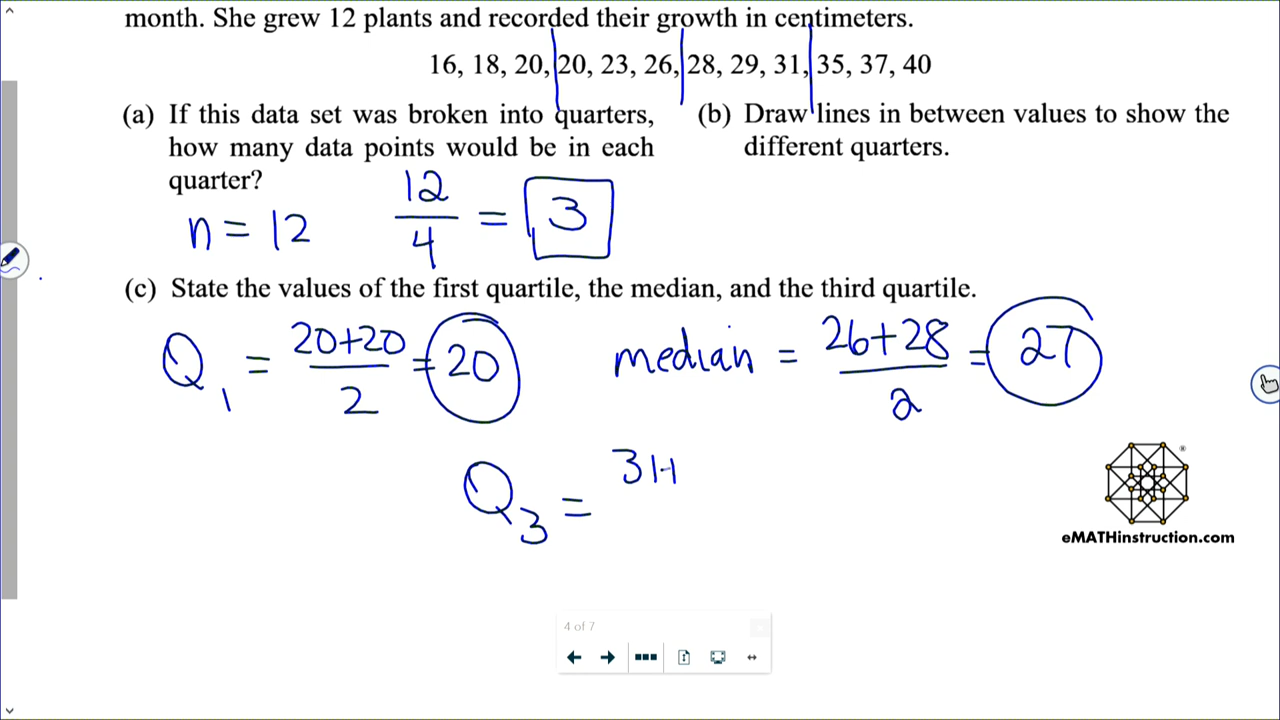 month. She grew 12 plants and recorded their growth in centimeters.
16, 18, 20, 20, 23, 26, 28, 29, 31, 35, 37, 40
(a) If this data set was broken into quarters,
how many data points would be in each
quarter?
(b) Draw lines in between values to show the
different quarters.
n = 12
12/4 = 3
(c) State the values of the first quartile, the median, and the third quartile.
Q1 = 20+20/2 = 20
median = 26+28/2 = 27
Q3 = 31
eMATHinstruction.com
4 of 7